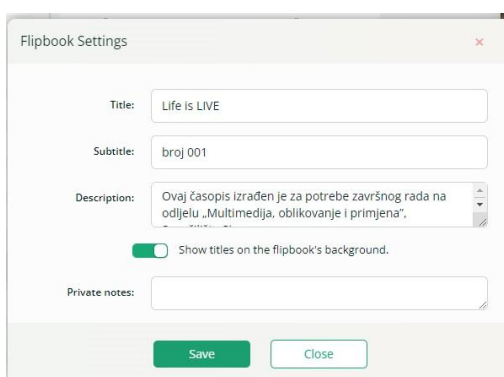 Flipbook Settings
Title:
Life is LIVE
Subtitle:
broj 001
Description:
Ovaj časopis izrađen je za potrebe završnog rada na
odljelu „Multimedija, oblikovanje i primjena”,
Show titles on the flipbook's background.
Private notes:
Save
Close